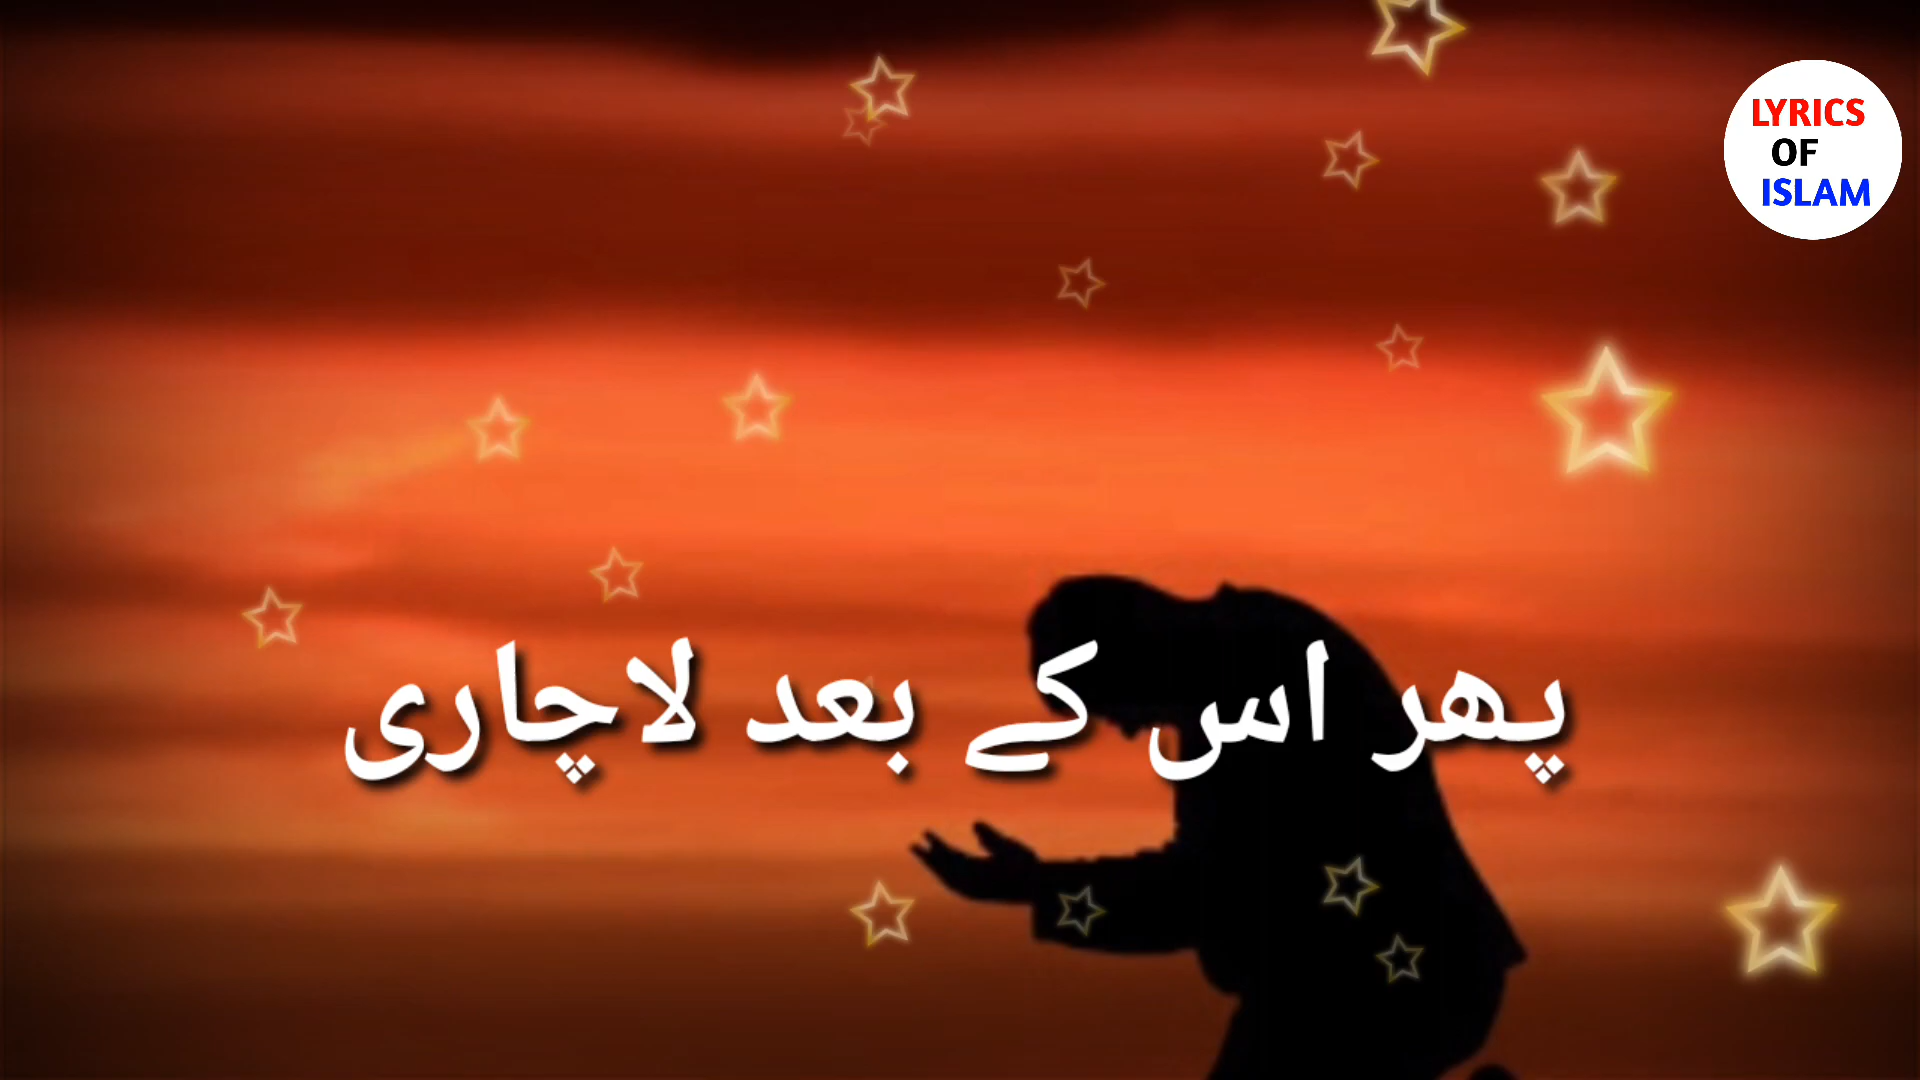 LYRICS
OF
ISLAM
پھر اس کے بعد لاچاری